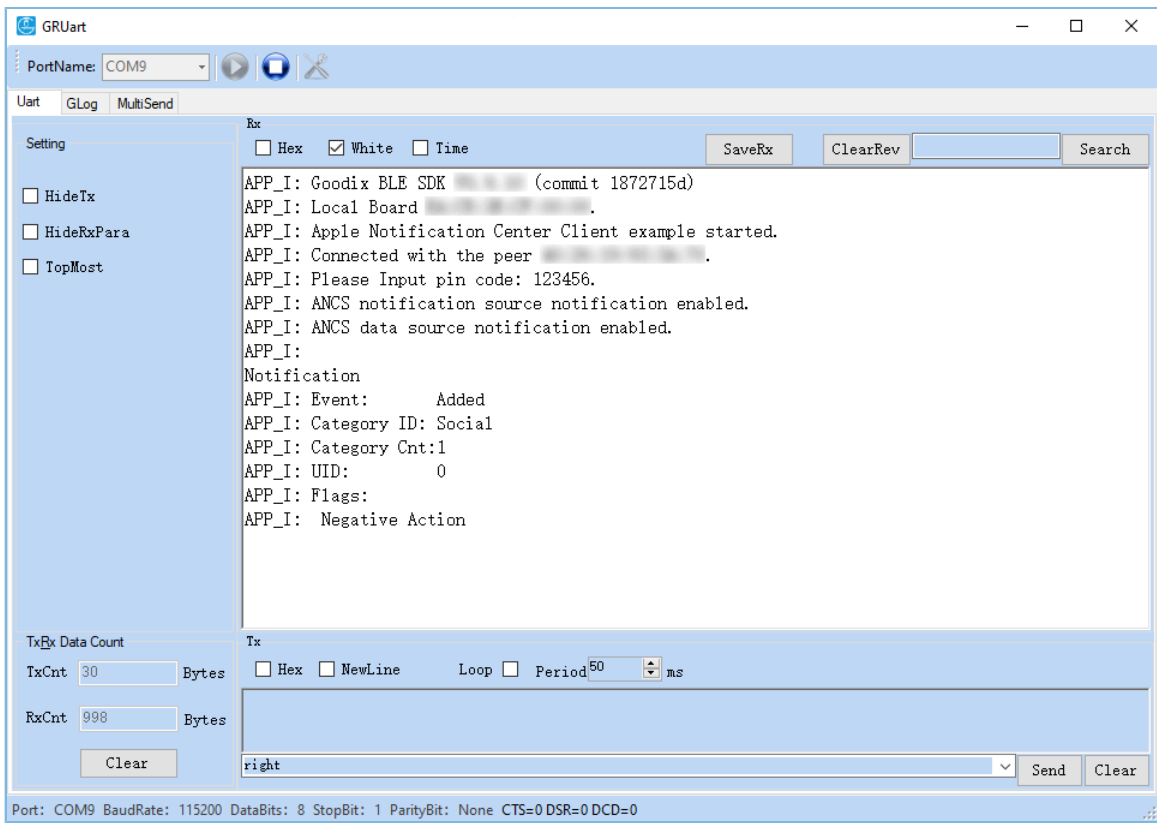 GRUart
PortName: COM9
Uart GLog MultiSend
Setting
HideTx
HideRxPara
TopMost
Rx
Hex White Time SaveRx ClearRev Search
APP_I: Goodix BLE SDK (commit 1872715d)
APP_I: Local Board .
APP_I: Apple Notification Center Client example started.
APP_I: Connected with the peer .
APP_I: Please Input pin code: 123456.
APP_I: ANCS notification source notification enabled.
APP_I: ANCS data source notification enabled.
APP_I:
Notification
APP_I: Event: Added
APP_I: Category ID: Social
APP_I: Category Cnt:1
APP_I: UID: 0
APP_I: Flags:
APP_I: Negative Action
TxRx Data Count
TxCnt 30 Bytes
RxCnt 998 Bytes
Clear
Tx
Hex NewLine Loop Period 50 ms
right
Send Clear
Port: COM9 BaudRate: 115200 DataBits: 8 StopBit: 1 ParityBit: None CTS=0 DSR=0 DCD=0